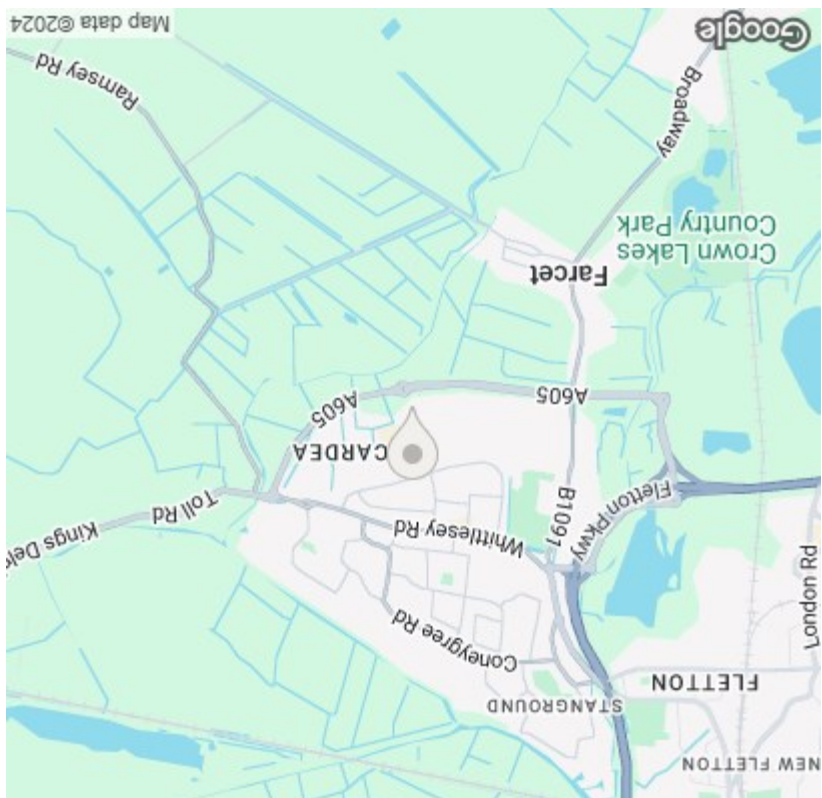 NEW FLETTON
STANGROUND
FLETTON
London Rd
Coneygree Rd
Whittlesey Rd
Kings Del
Toll Rd
Fletton Pkwy
B1091
CARDEA
A605
A605
Farcet
Crown Lakes
Country Park
Broadway
Ramsey Rd
Google
Map data ©2024